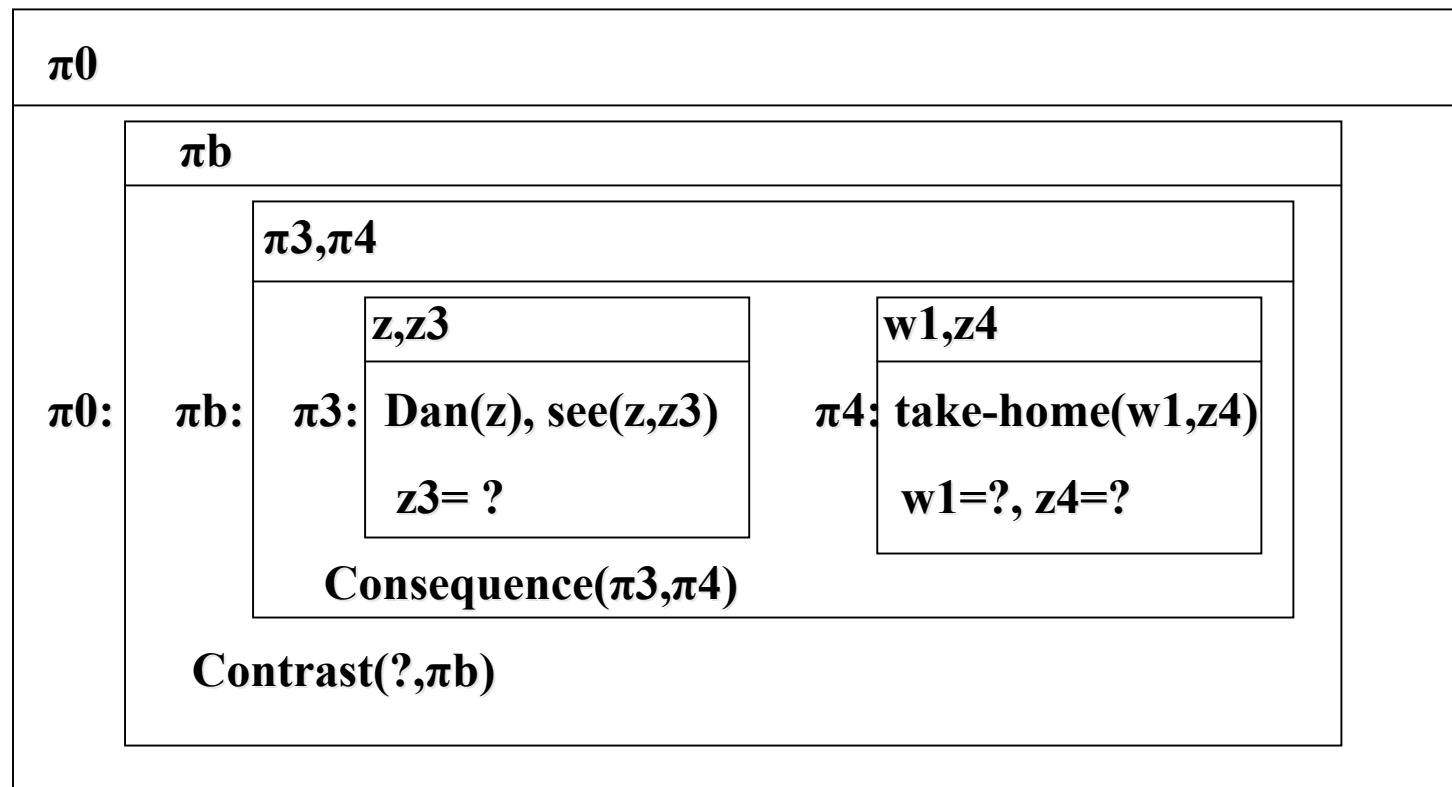 π0
πb
π3,π4
z,z3 w1,z4
π0: πb: π3: Dan(z), see(z,z3) π4: take-home(w1,z4)
z3= ? w1=?, z4=?
Consequence(π3,π4)
Contrast(?,πb)